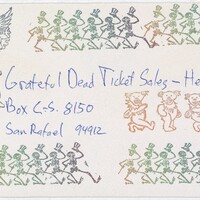 Grateful Dead Ticket Sales - He
Box C-S. 8150
San Rafael 94912